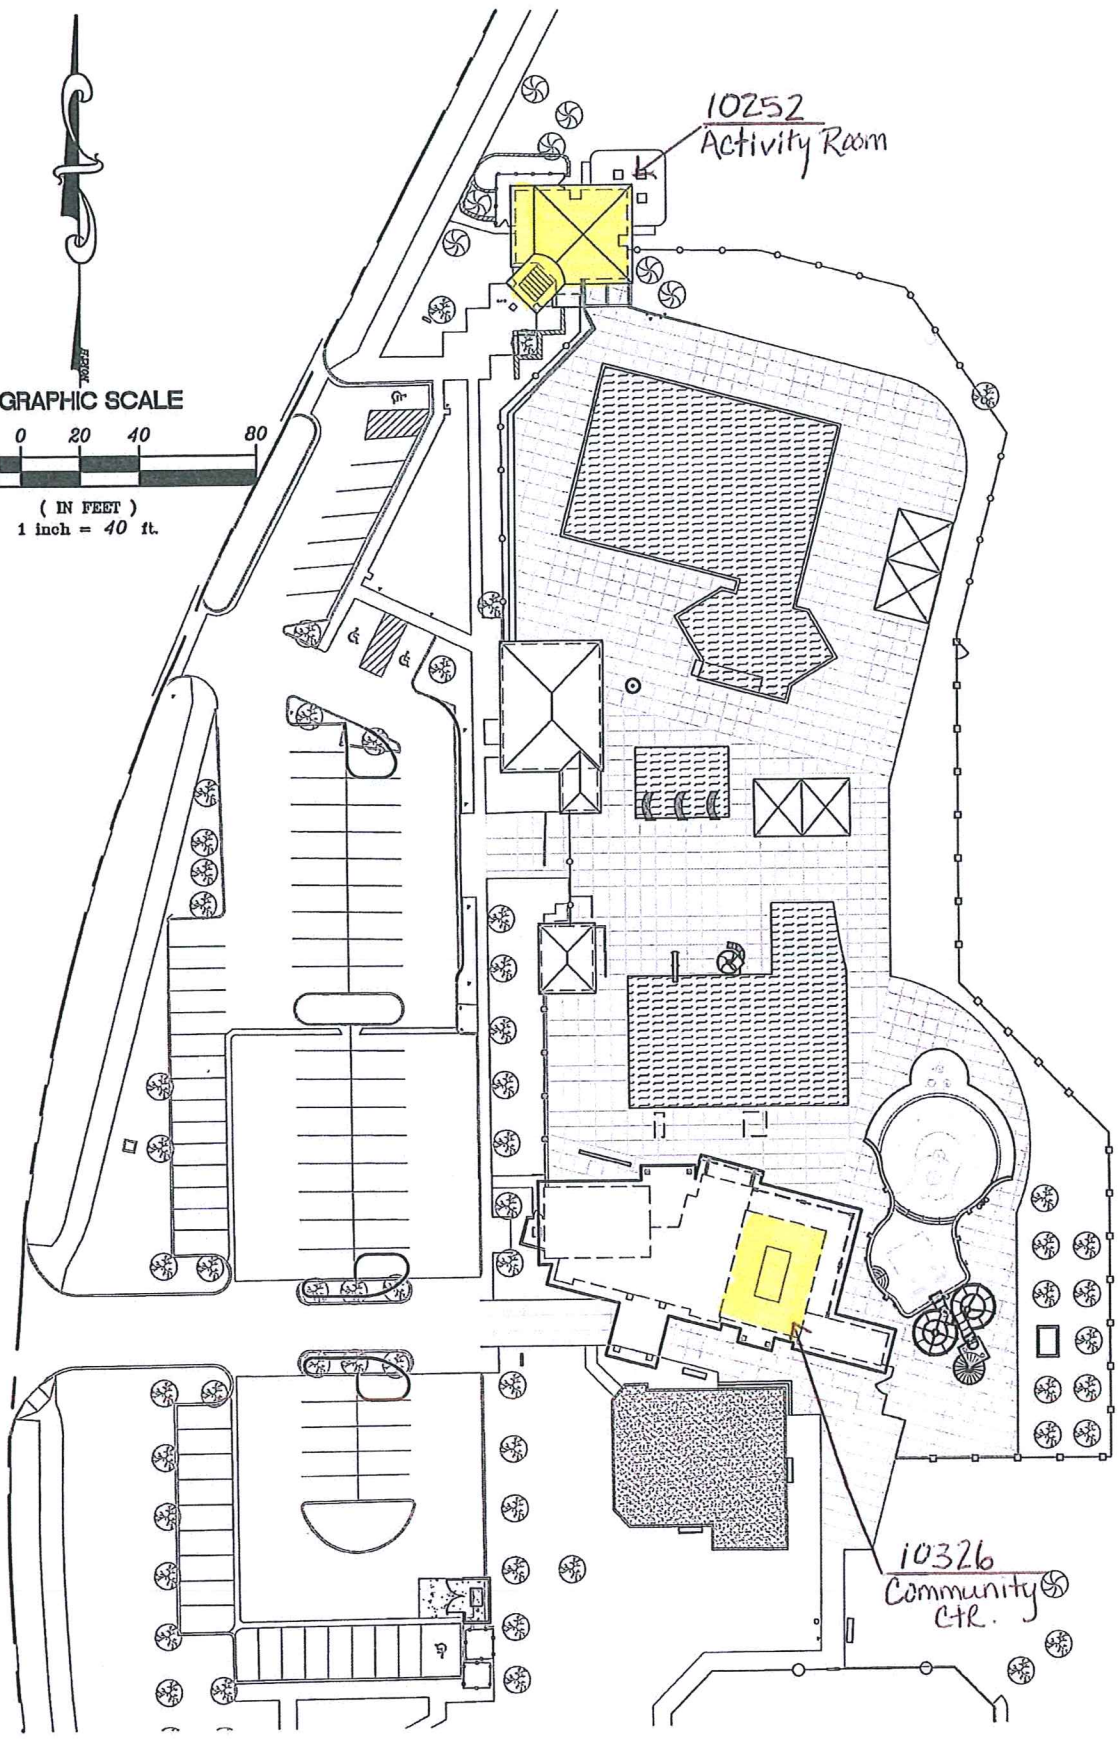 10252
Activity Room
GRAPHIC SCALE
0 20 40 80
( IN FEET )
1 inch = 40 ft.
10326
Community
CtR.